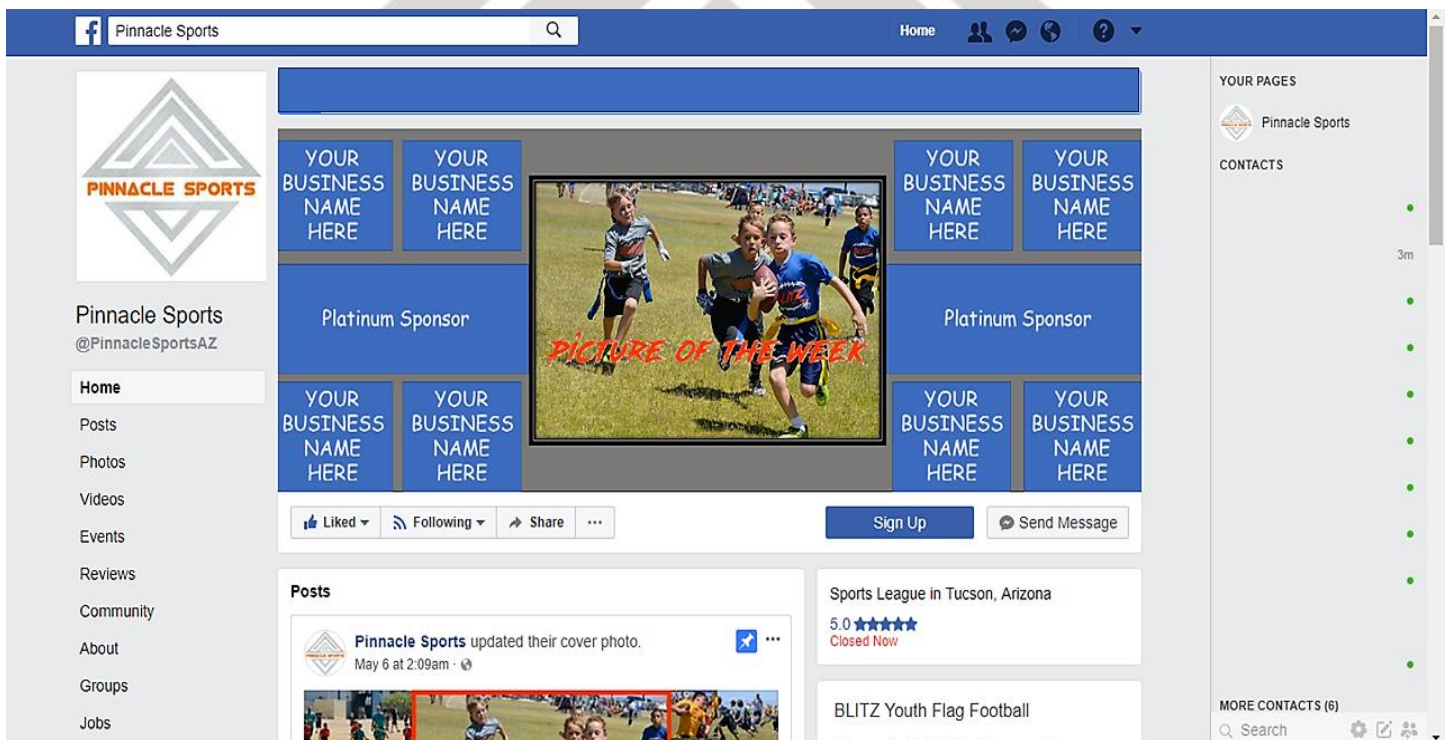 Pinnacle Sports
Home
PINNACLE SPORTS
Pinnacle Sports
@PinnacleSportsAZ
Home
Posts
Photos
Videos
Events
Reviews
Community
About
Groups
Jobs
YOUR BUSINESS NAME HERE
YOUR BUSINESS NAME HERE
Platinum Sponsor
YOUR BUSINESS NAME HERE
YOUR BUSINESS NAME HERE
PICTURE OF THE WEEK
BLITZ
YOUR BUSINESS NAME HERE
YOUR BUSINESS NAME HERE
Platinum Sponsor
YOUR BUSINESS NAME HERE
YOUR BUSINESS NAME HERE
Liked
Following
Share
...
Sign Up
Send Message
Posts
Pinnacle Sports updated their cover photo.
May 6 at 2:09am ·
Sports League in Tucson, Arizona
5.0 ★★★★★
Closed Now
BLITZ Youth Flag Football
YOUR PAGES
Pinnacle Sports
CONTACTS
3m
MORE CONTACTS (6)
Search